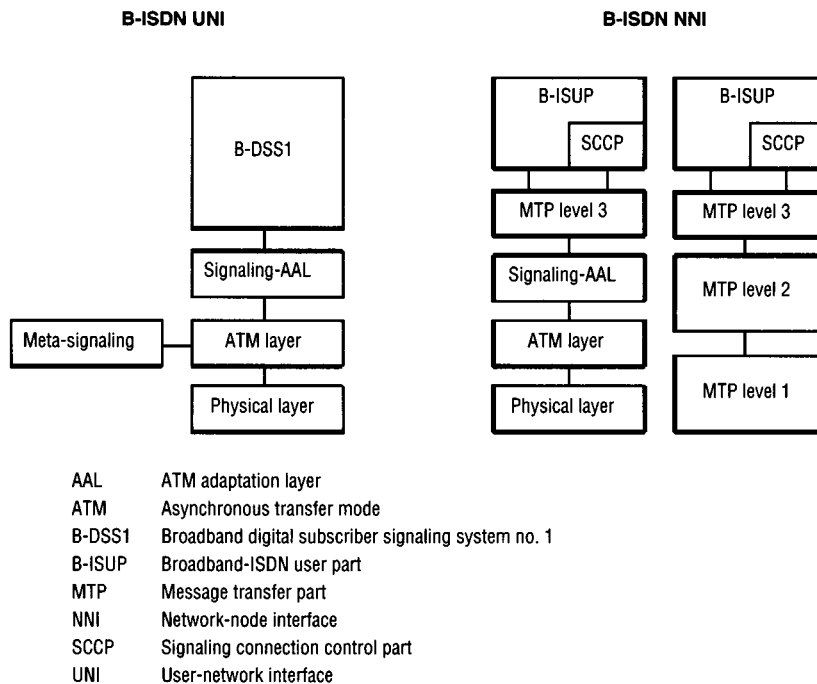 B-ISDN UNI
B-ISDN NNI
B-DSS1
Signaling-AAL
Meta-signaling
ATM layer
Physical layer
B-ISUP
SCCP
MTP level 3
Signaling-AAL
ATM layer
Physical layer
B-ISUP
SCCP
MTP level 3
MTP level 2
MTP level 1
AAL ATM adaptation layer
ATM Asynchronous transfer mode
B-DSS1 Broadband digital subscriber signaling system no. 1
B-ISUP Broadband-ISDN user part
MTP Message transfer part
NNI Network-node interface
SCCP Signaling connection control part
UNI User-network interface